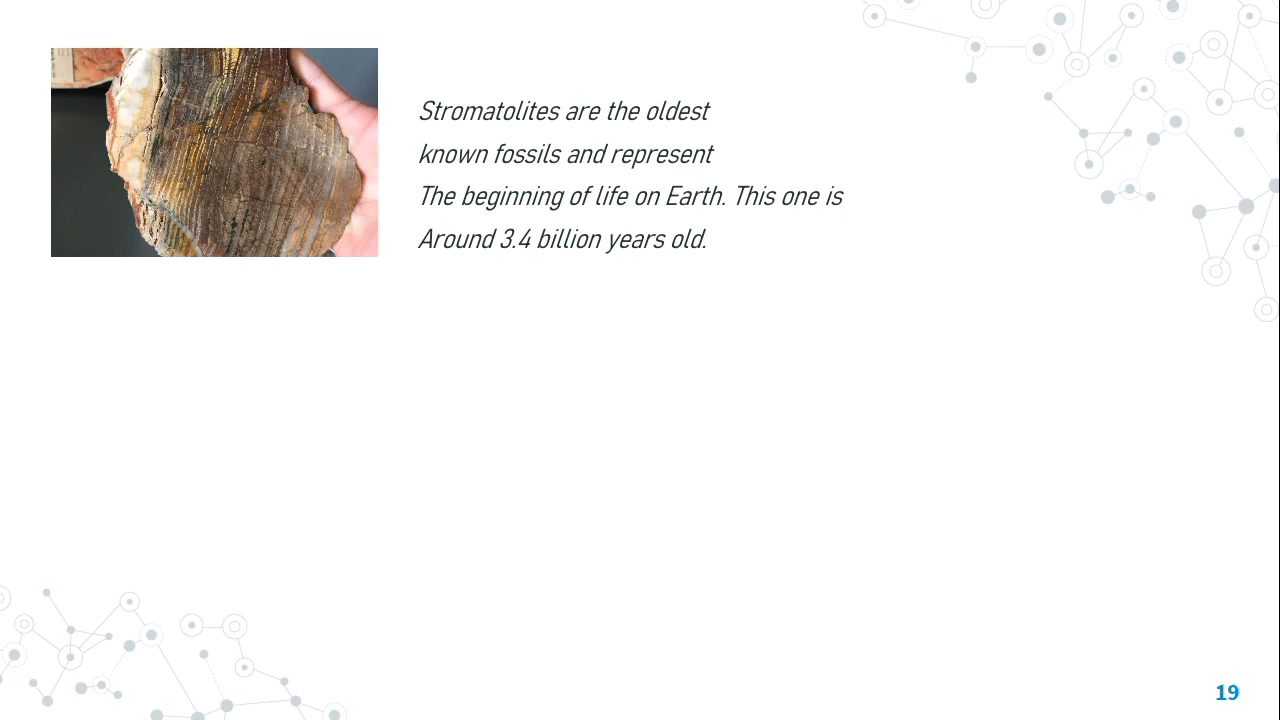 Stromatolites are the oldest
known fossils and represent
The beginning of life on Earth. This one is
Around 3.4 billion years old.
19